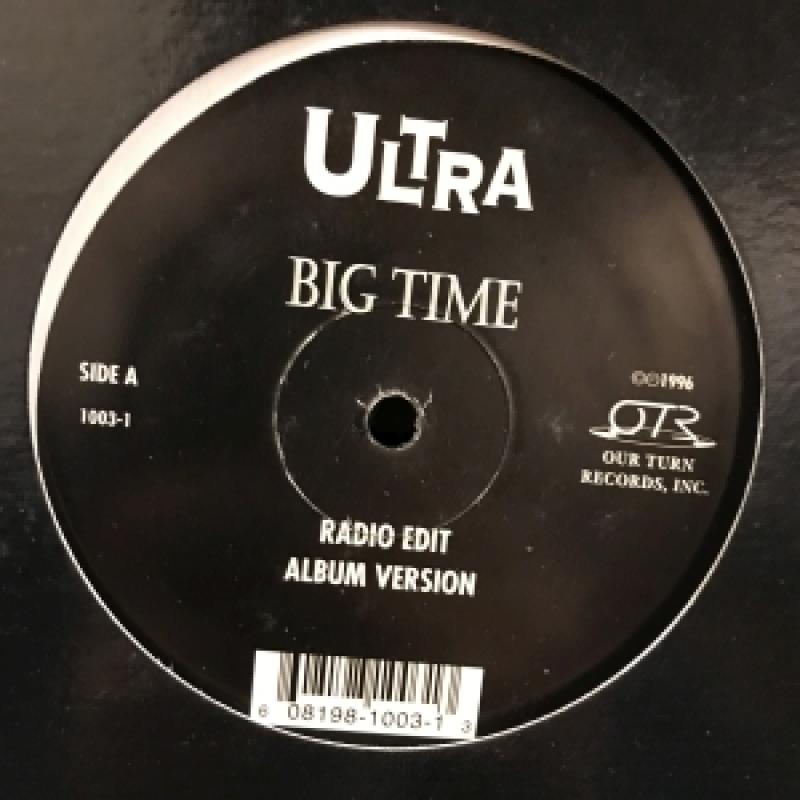 ULTRA
BIG TIME
SIDE A
1003-1
℗©1996
OTR
OUR TURN
RECORDS, INC.
RADIO EDIT
ALBUM VERSION
6 08198-1003-1 3